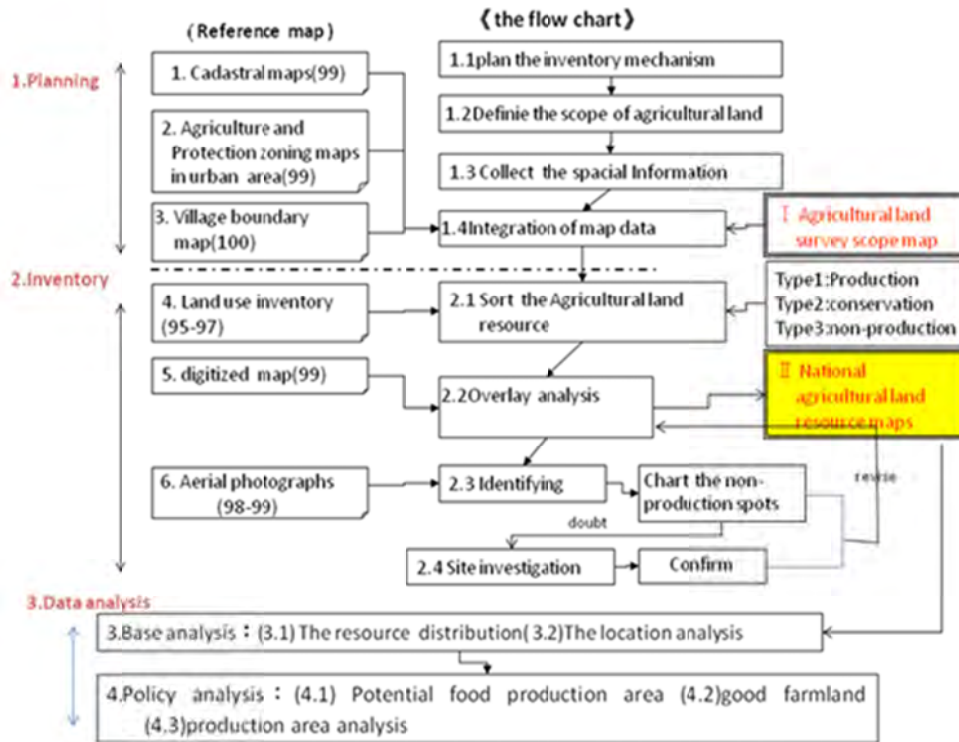 《the flow chart》
(Reference map)
1.Planning
1. Cadastral maps(99)
2. Agriculture and
Protection zoning maps
in urban area(99)
3. Village boundary
map(100)
1.1plan the inventory mechanism
1.2Definie the scope of agricultural land
1.3 Collect the spacial Information
1.4Integration of map data
I Agricultural land
survey scope map
2.Inventory
4. Land use inventory
(95-97)
5. digitized map(99)
6. Aerial photographs
(98-99)
2.1 Sort the Agricultural land
resource
Type1:Production
Type2:conservation
Type3:non-production
2.2Overlay analysis
II National
agricultural land
resource maps
2.3 Identifying
Chart the non-
production spots
revise
doubt
2.4 Site investigation
Confirm
3.Data analysis
3.Base analysis：(3.1) The resource distribution(3.2)The location analysis
4.Policy analysis：(4.1) Potential food production area (4.2)good farmland
(4.3)production area analysis